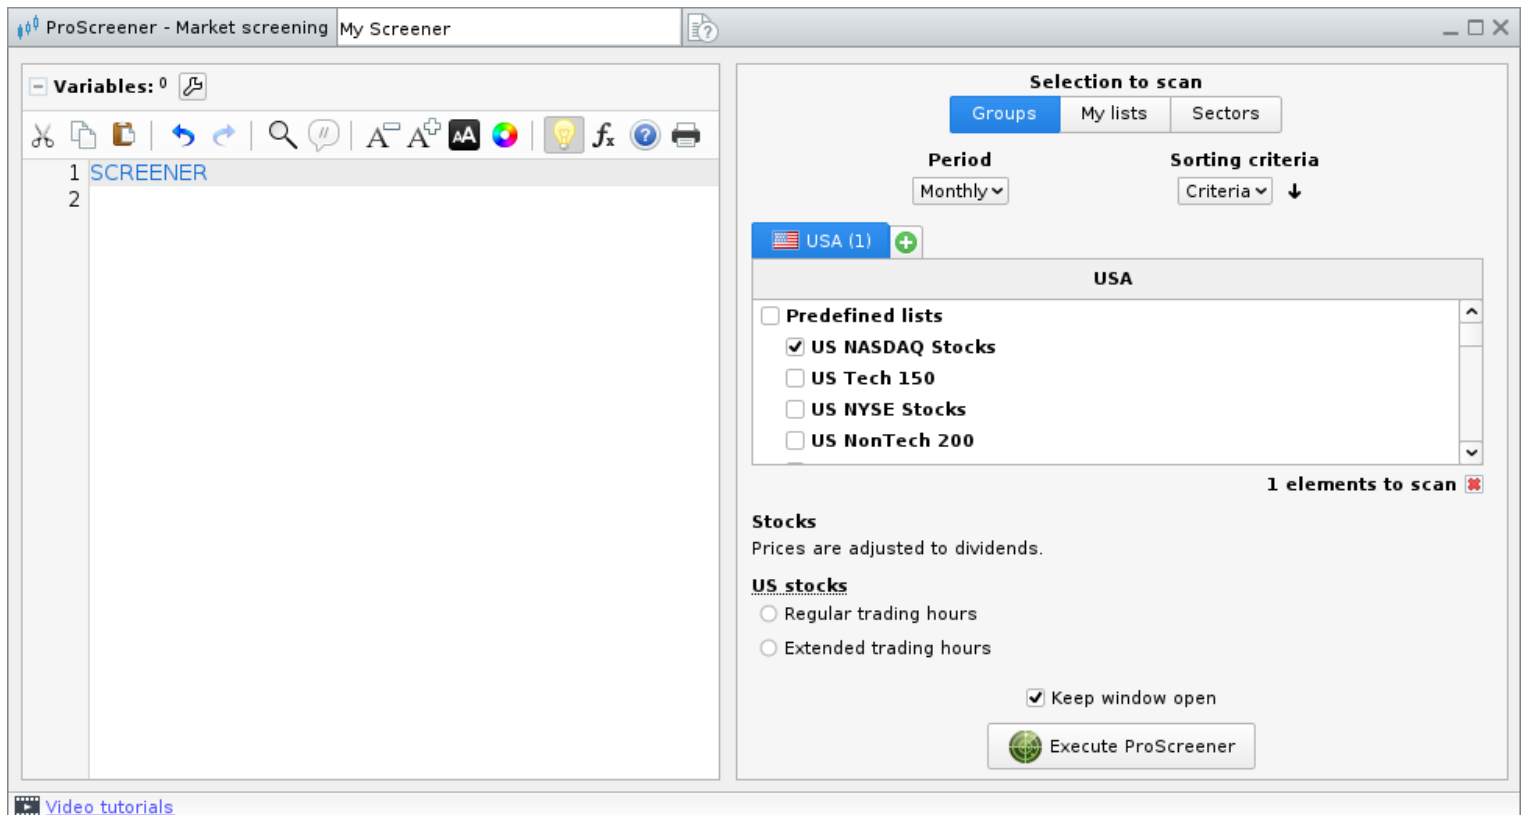 ProScreener - Market screening
My Screener
Variables: 0
1 SCREENER
2
Selection to scan
Groups My lists Sectors
Period Sorting criteria
Monthly Criteria
USA (1)
USA
Predefined lists
US NASDAQ Stocks
US Tech 150
US NYSE Stocks
US NonTech 200
1 elements to scan
Stocks
Prices are adjusted to dividends.
US stocks
Regular trading hours
Extended trading hours
Keep window open
Execute ProScreener
Video tutorials